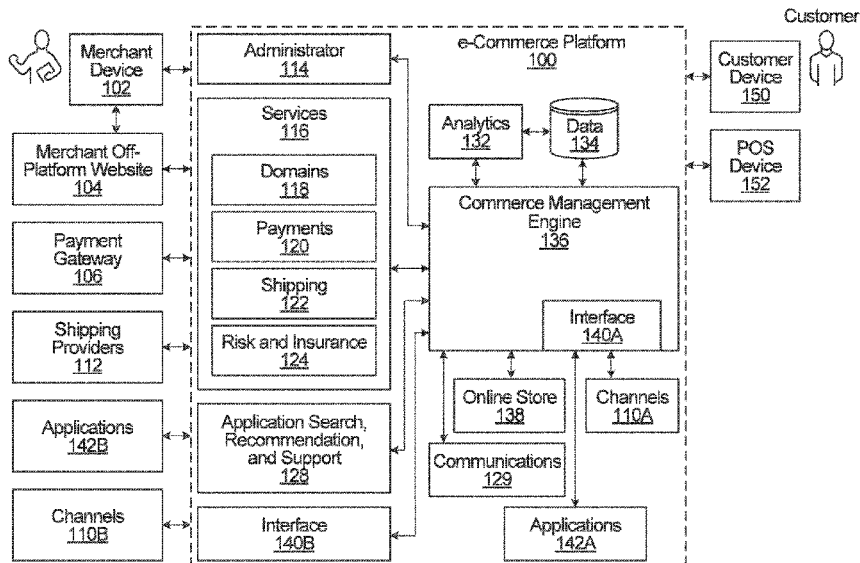 Customer
Merchant
Device
102
Merchant Off-
Platform Website
104
Payment
Gateway
106
Shipping
Providers
112
Applications
142B
Channels
110B
Administrator
114
Services
116
Domains
118
Payments
120
Shipping
122
Risk and Insurance
124
Application Search,
Recommendation,
and Support
128
Interface
140B
e-Commerce Platform
100
Analytics
132
Data
134
Commerce Management
Engine
136
Interface
140A
Online Store
138
Channels
110A
Communications
129
Applications
142A
Customer
Device
150
POS
Device
152